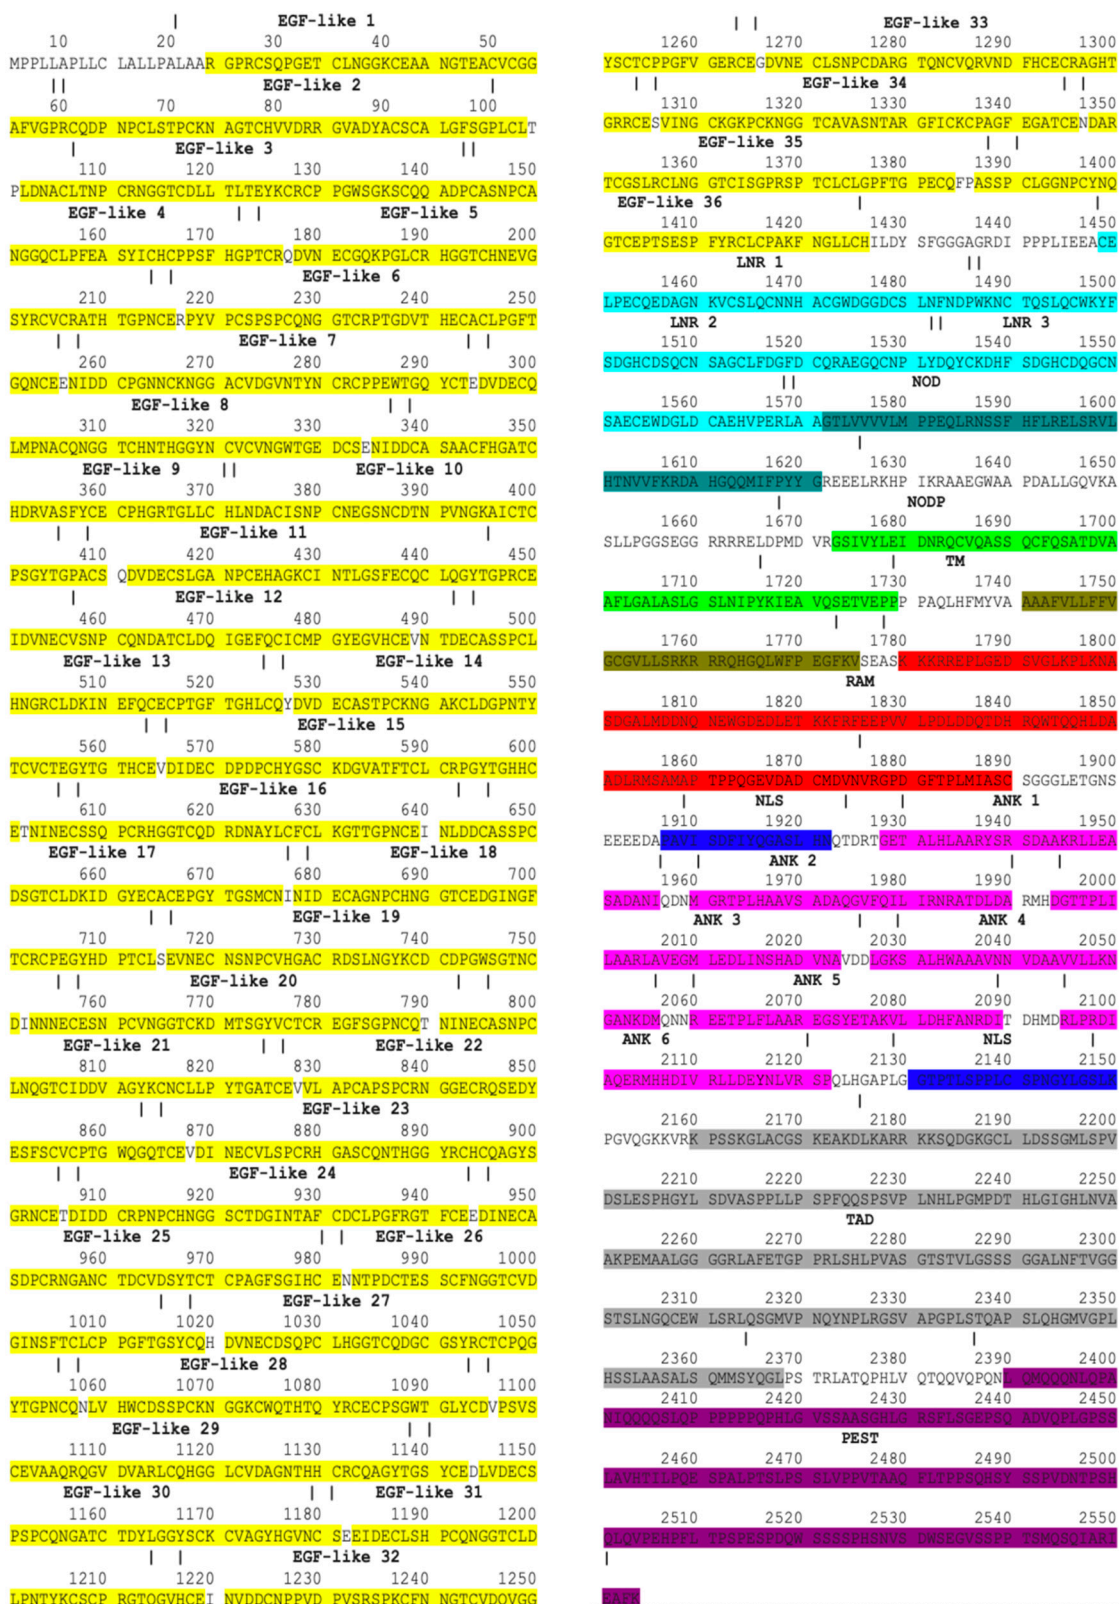 EGF-like 1
10 20 30 40 50
MPPLLAPLLC LALLPALAAR GPRCSQPGET CLNGGKCEAA NGTEACVCGG
60 EGF-like 2 100
70 80 90
AFVGPRCQDP NPCLSTPCKN AGTCHVVDRR GVADYACSCA LGFSGPLCLT
EGF-like 3
110 120 130 140 150
PLDNACLTNP CRNGGTCDLL TLTEYKCRCP PGWSGKSCQQ ADPCASNPCA
EGF-like 4 EGF-like 5
160 170 180 190 200
NGGQCLPFEA SYICHCPPSF HGPTCRQDVN ECGQKPGLCR HGGTCHNEVG
EGF-like 6
210 220 230 240 250
SYRCVCRATH TGPNCERPYV PCSPSPCQNG GTCRPTGDVT HECACLPGFT
EGF-like 7
260 270 280 290 300
GQNCEENIDD CPGNNCKNGG ACVDGVNTYN CRCPPEWTGQ YCTEDVDECQ
EGF-like 8
310 320 330 340 350
LMPNACQNGG TCHNTHGGYN CVCVNGWTGE DCSENIDDCA SAACFHGATC
EGF-like 9 EGF-like 10
360 370 380 390 400
HDRVASFYCE CPHGRTGLLC HLNDACISNP CNEGSNCDTN PVNGKAICTC
EGF-like 11
410 420 430 440 450
PSGYTGPACS QDVDECSLGA NPCEHAGKCI NTLGSFECQC LQGYTGPRCE
EGF-like 12
460 470 480 490 500
IDVNECVSNP CQNDATCLDQ IGEFQCICMP GYEGVHCEVN TDECASSPCL
EGF-like 13 EGF-like 14
510 520 530 540 550
HNGRCLDKIN EFQCECPTGF TGHLCQYDVD ECASTPCKNG AKCLDGPNTY
EGF-like 15
560 570 580 590 600
TCVCTEGYTG THCEVDIDEC DPDPCHYGSC KDGVATFTCL CRPGYTGHHC
EGF-like 16
610 620 630 640 650
ETNINECSSQ PCRHGGTCQD RDNAYLCFCL KGTTGPNCEI NLDDCASSPC
EGF-like 17 EGF-like 18
660 670 680 690 700
DSGTCLDKID GYECACEPGY TGSMCNINID ECAGNPCHNG GTCEDGINGF
EGF-like 19
710 720 730 740 750
TCRCPEGYHD PTCLSEVNEC NSNPCVHGAC RDSLNGYKCD CDPGWSGTNC
EGF-like 20
760 770 780 790 800
DINNNECESN PCVNGGTCKD MTSGYVCTCR EGFSGPNCQT NINECASNPC
EGF-like 21 EGF-like 22
810 820 830 840 850
LNQGTCIDDV AGYKCNCLLP YTGATCEVVL APCAPSPCRN GGECRQSEDY
EGF-like 23
860 870 880 890 900
ESFSCVCPTG WQGQTCEVDI NECVLSPCRH GASCQNTHGG YRCHCQAGYS
EGF-like 24
910 920 930 940 950
GRNCETDIDD CRPNPCHNGG SCTDGINTAF CDCLPGFRGT FCEEDINECA
EGF-like 25 EGF-like 26
960 970 980 990 1000
SDPCRNGANC TDCVDSYTCT CPAGFSGIHC ENNTPDCTES SCFNGGTCVD
EGF-like 27
1010 1020 1030 1040 1050
GINSFTCLCP PGFTGSYCQH DVNECDSQPC LHGGTCQDGC GSYRCTCPQG
EGF-like 28
1060 1070 1080 1090 1100
YTGPNCQNLV HWCDSSPCKN GGKCWQTHTQ YRCECPSGWT GLYCDVPSVS
EGF-like 29
1110 1120 1130 1140 1150
CEVAAQRQGV DVARLCQHGG LCVDAGNTHH CRCQAGYTGS YCEDLVDECS
EGF-like 30 EGF-like 31
1160 1170 1180 1190 1200
PSPCQNGATC TDYLGGYSCK CVAGYHGVNC SEEIDECLSH PCQNGGTCLD
EGF-like 32
1210 1220 1230 1240 1250
LPNTYKCSCP RGTQGVHCEI NVDDCNPPVD PVSRSPKCFN NGTCVDQVGG
EGF-like 33
1260 1270 1280 1290 1300
YSCTCPPGFV GERCEGDVNE CLSNPCDARG TQNCVQRVND FHCECRAGHT
EGF-like 34
1310 1320 1330 1340 1350
GRRCESVING CKGKPCKNGG TCAVASNTAR GFICKCPAGF EGATCENDAR
EGF-like 35
1360 1370 1380 1390 1400
TCGSLRCLNG GTCISGPRSP TCLCLGPFTG PECQFPASSP CLGGNPCYNQ
EGF-like 36
1410 1420 1430 1440 1450
GTCEPTSESP FYRCLCPAKF NGLLCHILDY SFGGGAGRDI PPPLIEEACE
LNR 1
1460 1470 1480 1490 1500
LPECQEDAGN KVCSLQCNNH ACGWDGGDCS LNFNDPWKNC TQSLQCWKYF
LNR 2 LNR 3
1510 1520 1530 1540 1550
SDGHCDSQCN SAGCLFDGFD CQRAEGQCNP LYDQYCKDHF SDGHCDQGCN
NOD
1560 1570 1580 1590 1600
SAECEWDGLD CAEHVPERLA AGTLVVVVLM PPEQLRNSSF HFLRELSRVL
1610 1620 1630 1640 1650
HTNVVFKRDA HGQQMIFPYY GREEELRKHP IKRAAEGWAA PDALLGQVKA
NODP
1660 1670 1680 1690 1700
SLLPGGSEGG RRRRELDPMD VRGSIVYLEI DNRQCVQASS QCFQSATDVA
TM
1710 1720 1730 1740 1750
AFLGALASLG SLNIPYKIEA VQSETVEPPP PAQLHFMYVA AAAFVLLFFV
1760 1770 1780 1790 1800
GCGVLLSRKR RRQHGQLWFP EGFKVSEASK KKRREPLGED SVGLKPLKNA
RAM
1810 1820 1830 1840 1850
SDGALMDDNQ NEWGDEDLET KKFRFEEPVV LPDLDDQTDH RQWTQQHLDA
1860 1870 1880 1890 1900
ADLRMSAMAP TPPQGEVDAD CMDVNVRGPD GFTPLMIASC SGGGLETGNS
NLS ANK 1
1910 1920 1930 1940 1950
EEEEDAPAVI SDFIYQGASL HNQTDRTGET ALHLAARYSR SDAAKRLLEA
ANK 2
1960 1970 1980 1990 2000
SADANIQDNM GRTPLHAAVS ADAQGVFQIL IRNRATDLDA RMHDGTTPLI
ANK 3 ANK 4
2010 2020 2030 2040 2050
LAARLAVEGM LEDLINSHAD VNAVDDLGKS ALHWAAAVNN VDAAVVLLKN
ANK 5
2060 2070 2080 2090 2100
GANKDMQNNR EETPLFLAAR EGSYETAKVL LDHFANRDIT DHMDRLPRDI
ANK 6 NLS
2110 2120 2130 2140 2150
AQERMHHDIV RLLDEYNLVR SPQLHGAPLG GTPTLSPPLC SPNGYLGSLK
2160 2170 2180 2190 2200
PGVQGKKVRK PSSKGLACGS KEAKDLKARR KKSQDGKGCL LDSSGMLSPV
2210 2220 2230 2240 2250
DSLESPHGYL SDVASPPLLP SPFQQSPSVP LNHLPGMPDT HLGIGHLNVA
TAD
2260 2270 2280 2290 2300
AKPEMAALGG GGRLAFETGP PRLSHLPVAS GTSTVLGSSS GGALNFTVGG
2310 2320 2330 2340 2350
STSLNGQCEW LSRLQSGMVP NQYNPLRGSV APGPLSTQAP SLQHGMVGPL
2360 2370 2380 2390 2400
HSSLAASALS QMMSYQGLPS TRLATQPHLV QTQQVQPQNL QMQQQNLQPA
2410 2420 2430 2440 2450
NIQQQQSLQP PPPPPQPHLG VSSAASGHLG RSFLSGEPSQ ADVQPLGPSS
PEST
2460 2470 2480 2490 2500
LAVHTILPQE SPALPTSLPS SLVPPVTAAQ FLTPPSQHSY SSPVDNTPSH
2510 2520 2530 2540 2550
QLQVPEHPFL TPSPESPDQW SSSSPHSNVS DWSEGVSSPP TSMQSQIARI
EAFK